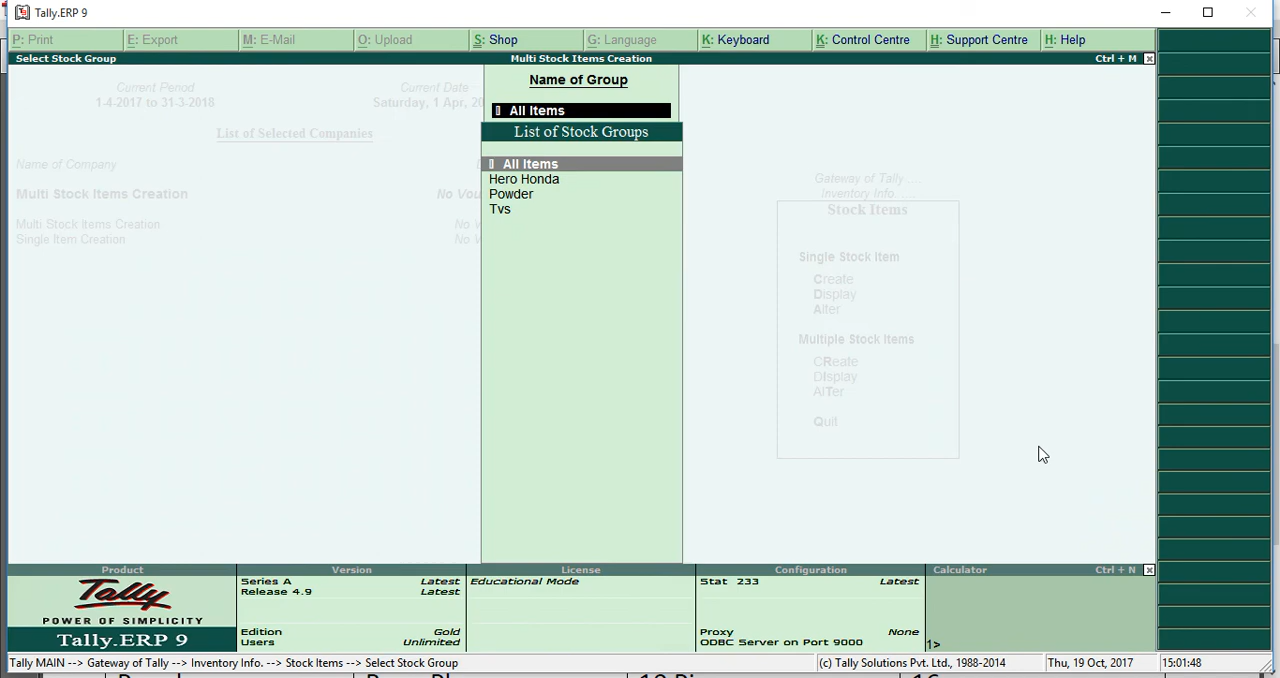 Tally.ERP 9
P: Print
E: Export
M: E-Mail
O: Upload
S: Shop
G: Language
K: Keyboard
K: Control Centre
H: Support Centre
H: Help
Select Stock Group
Multi Stock Items Creation
Ctrl + M
Current Period
1-4-2017 to 31-3-2018
Current Date
Saturday, 1 Apr, 20
List of Selected Companies
Name of Company
Multi Stock Items Creation
No Vou
Multi Stock Items Creation
No V
Single Item Creation
No V
Name of Group
All Items
List of Stock Groups
All Items
Hero Honda
Powder
Tvs
Gateway of Tally ....
Inventory Info. ....
Stock Items
Single Stock Item
Create
Display
Alter
Multiple Stock Items
CReate
DIsplay
AlTer
Quit
Product
Tally
POWER OF SIMPLICITY
Tally.ERP 9
Version
Series A Latest
Release 4.9 Latest
Edition Gold
Users Unlimited
License
Educational Mode
Configuration
Stat 233 Latest
Proxy None
ODBC Server on Port 9000
Calculator
Ctrl + N
1>
Tally MAIN --> Gateway of Tally --> Inventory Info. --> Stock Items --> Select Stock Group
(c) Tally Solutions Pvt. Ltd., 1988-2014
Thu, 19 Oct, 2017
15:01:48